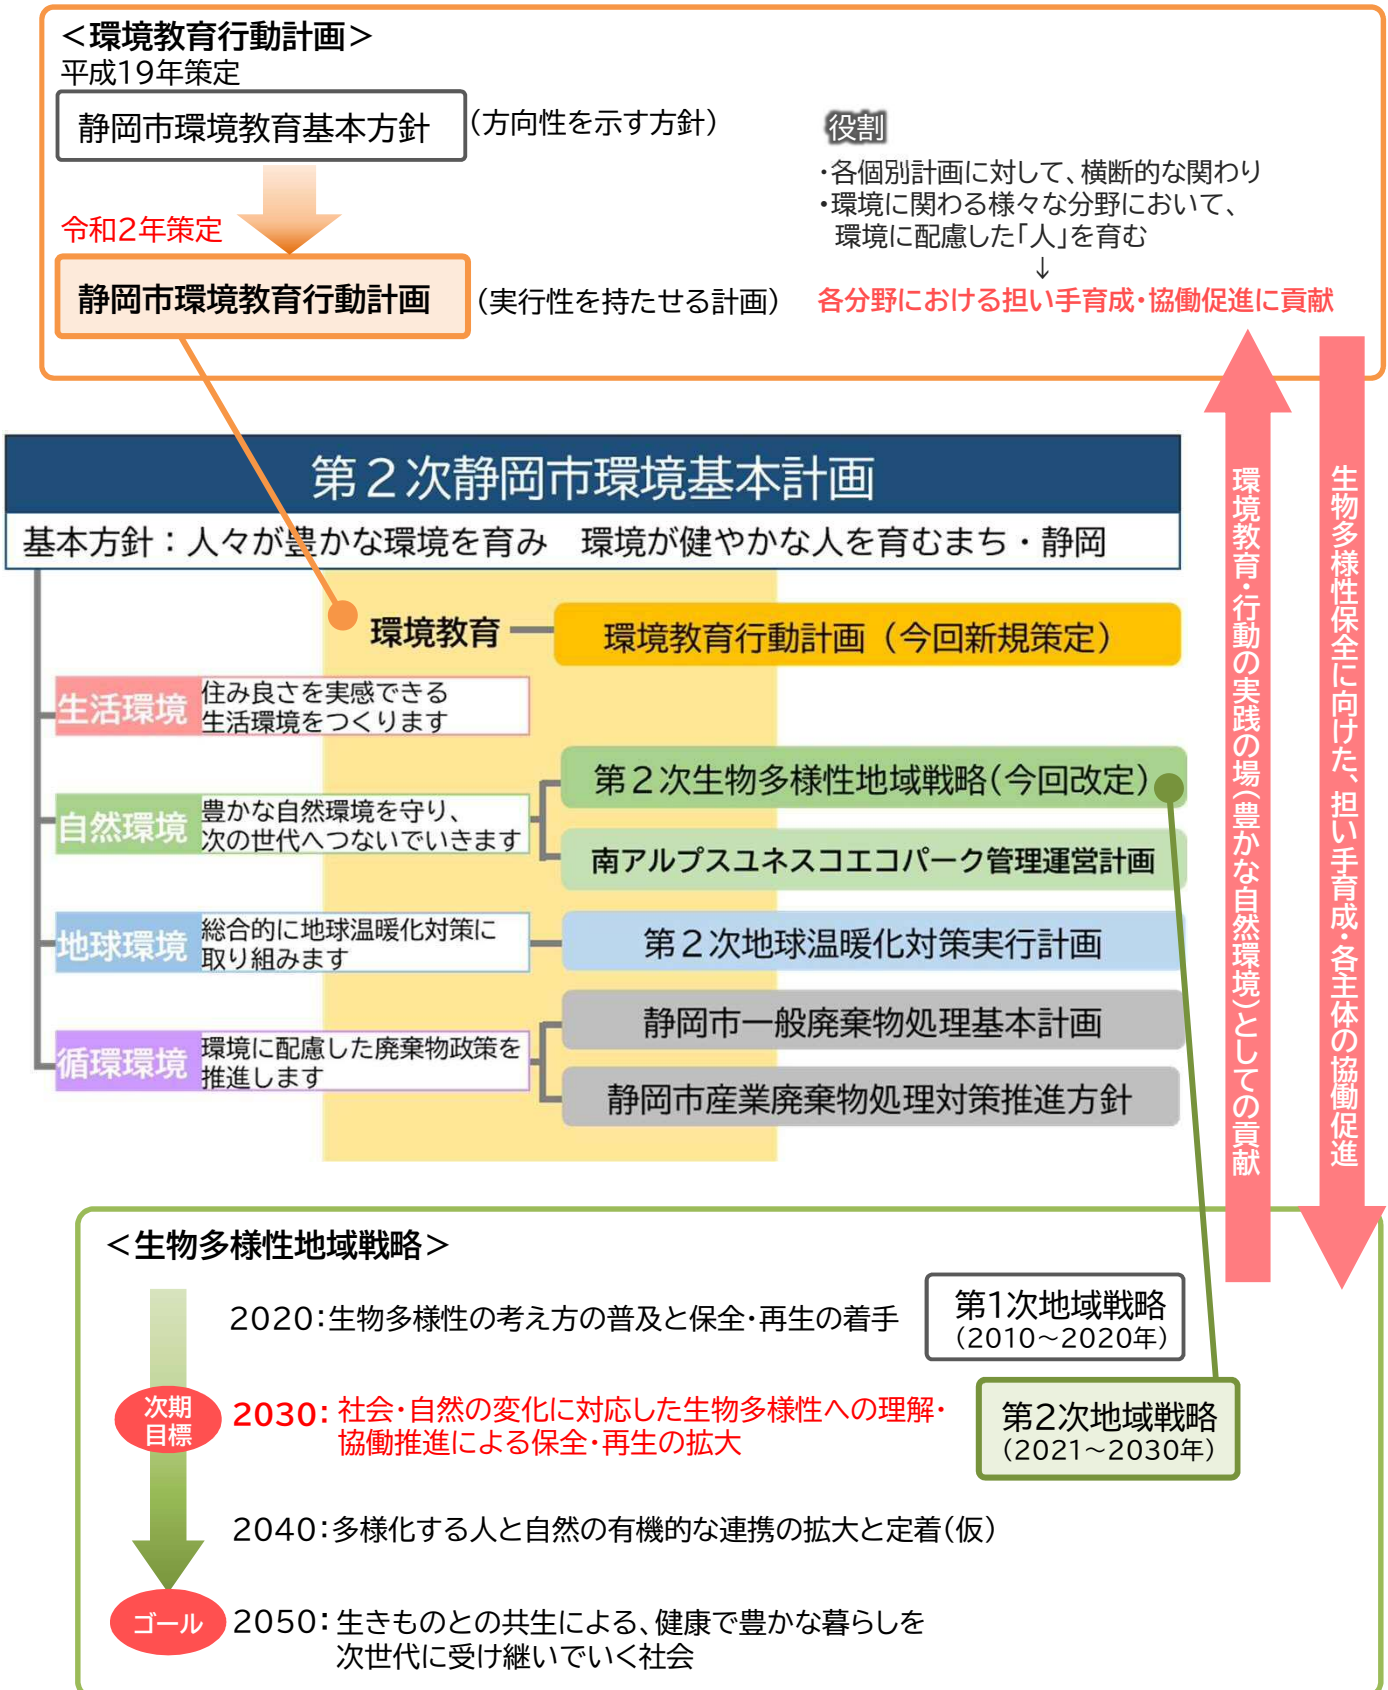 ＜環境教育行動計画＞
平成19年策定
静岡市環境教育基本方針
（方向性を示す方針）
令和2年策定
静岡市環境教育行動計画
（実行性を持たせる計画）
役割
・各個別計画に対して、横断的な関わり
・環境に関わる様々な分野において、
環境に配慮した「人」を育む
↓
各分野における担い手育成・協働促進に貢献
第２次静岡市環境基本計画
基本方針：人々が豊かな環境を育み　環境が健やかな人を育むまち・静岡
環境教育
環境教育行動計画（今回新規策定）
生活環境
住み良さを実感できる
生活環境をつくります
自然環境
豊かな自然環境を守り、
次の世代へつないでいきます
第２次生物多様性地域戦略(今回改定)
南アルプスユネスコエコパーク管理運営計画
地球環境
総合的に地球温暖化対策に
取り組みます
第２次地球温暖化対策実行計画
循環環境
環境に配慮した廃棄物政策を
推進します
静岡市一般廃棄物処理基本計画
静岡市産業廃棄物処理対策推進方針
環境教育・行動の実践の場（豊かな自然環境）としての貢献
生物多様性保全に向けた、担い手育成・各主体の協働促進
＜生物多様性地域戦略＞
2020：生物多様性の考え方の普及と保全・再生の着手
第1次地域戦略
（2010～2020年）
次期
目標
2030：社会・自然の変化に対応した生物多様性への理解・
協働推進による保全・再生の拡大
第2次地域戦略
（2021～2030年）
2040：多様化する人と自然の有機的な連携の拡大と定着（仮）
ゴール
2050：生きものとの共生による、健康で豊かな暮らしを
次世代に受け継いでいく社会